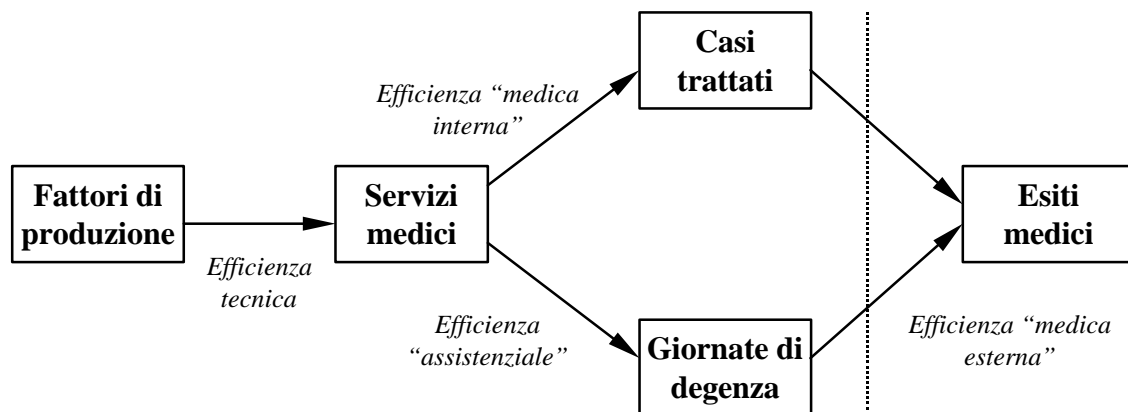 Casi
trattati
Efficienza “medica
interna”
Fattori di
produzione
Servizi
medici
Esiti
medici
Efficienza
tecnica
Efficienza
“assistenziale”
Giornate di
degenza
Efficienza “medica
esterna”